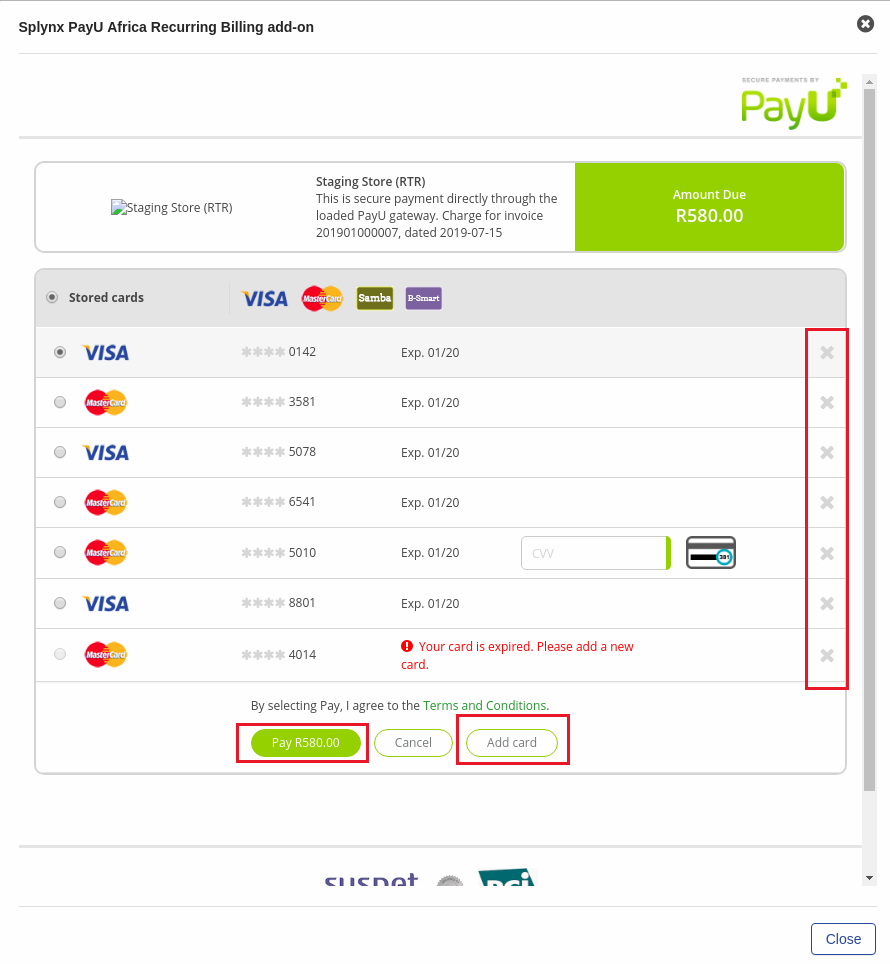 Splynx PayU Africa Recurring Billing add-on
SECURE PAYMENTS BY
PayU
Staging Store (RTR)
Staging Store (RTR)
This is secure payment directly through the
loaded PayU gateway. Charge for invoice
201901000007, dated 2019-07-15
Amount Due
R580.00
Stored cards VISA MasterCard Samba B-Smart
VISA ✱✱✱✱ 0142 Exp. 01/20
MasterCard ✱✱✱✱ 3581 Exp. 01/20
VISA ✱✱✱✱ 5078 Exp. 01/20
MasterCard ✱✱✱✱ 6541 Exp. 01/20
MasterCard ✱✱✱✱ 5010 Exp. 01/20 CVV 381
VISA ✱✱✱✱ 8801 Exp. 01/20
MasterCard ✱✱✱✱ 4014 Your card is expired. Please add a new
card.
By selecting Pay, I agree to the Terms and Conditions.
Pay R580.00 Cancel Add card
PCi
Close